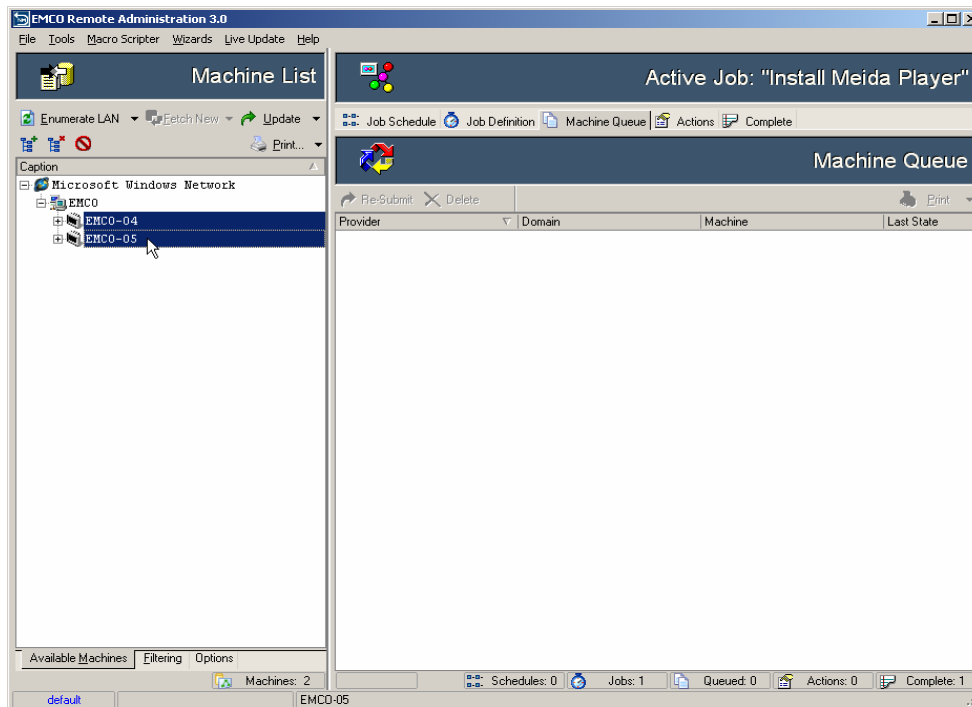 EMCO Remote Administration 3.0
File Tools Macro Scripter Wizards Live Update Help
Machine List
Active Job: "Install Meida Player"
Enumerate LAN Fetch New Update
Job Schedule Job Definition Machine Queue Actions Complete
Print...
Machine Queue
Caption
Microsoft Windows Network
Re-Submit Delete Print
EMCO
EMCO-04
Provider Domain Machine Last State
EMCO-05
Available Machines Filtering Options
Machines: 2
Schedules: 0 Jobs: 1 Queued: 0 Actions: 0 Complete: 1
default EMCO-05